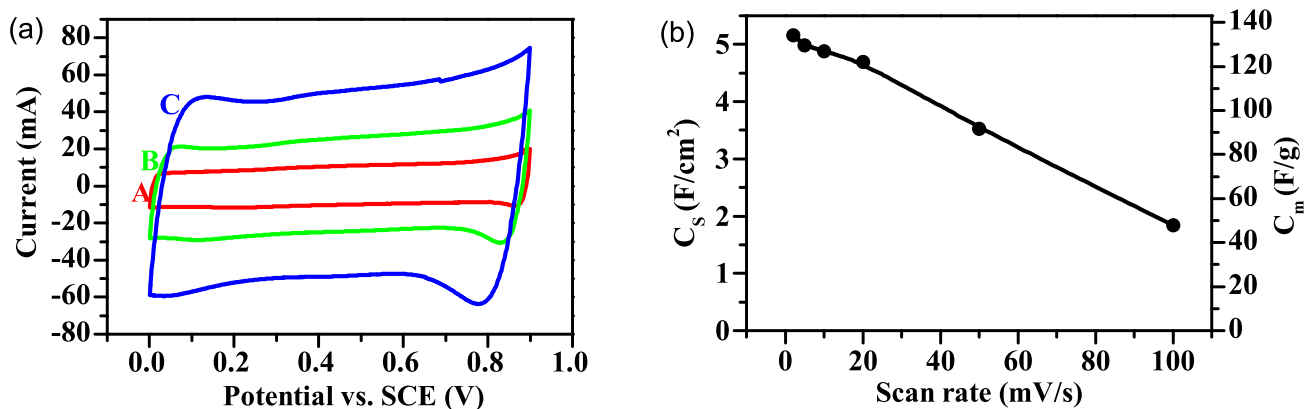 (a)
80
60
40
20
0
-20
-40
-60
-80
Current (mA)
A
B
C
0.0 0.2 0.4 0.6 0.8 1.0
Potential vs. SCE (V)
(b)
5
4
3
2
1
0
Cs (F/cm²)
140
120
100
80
60
40
20
0
Cm (F/g)
0 20 40 60 80 100
Scan rate (mV/s)